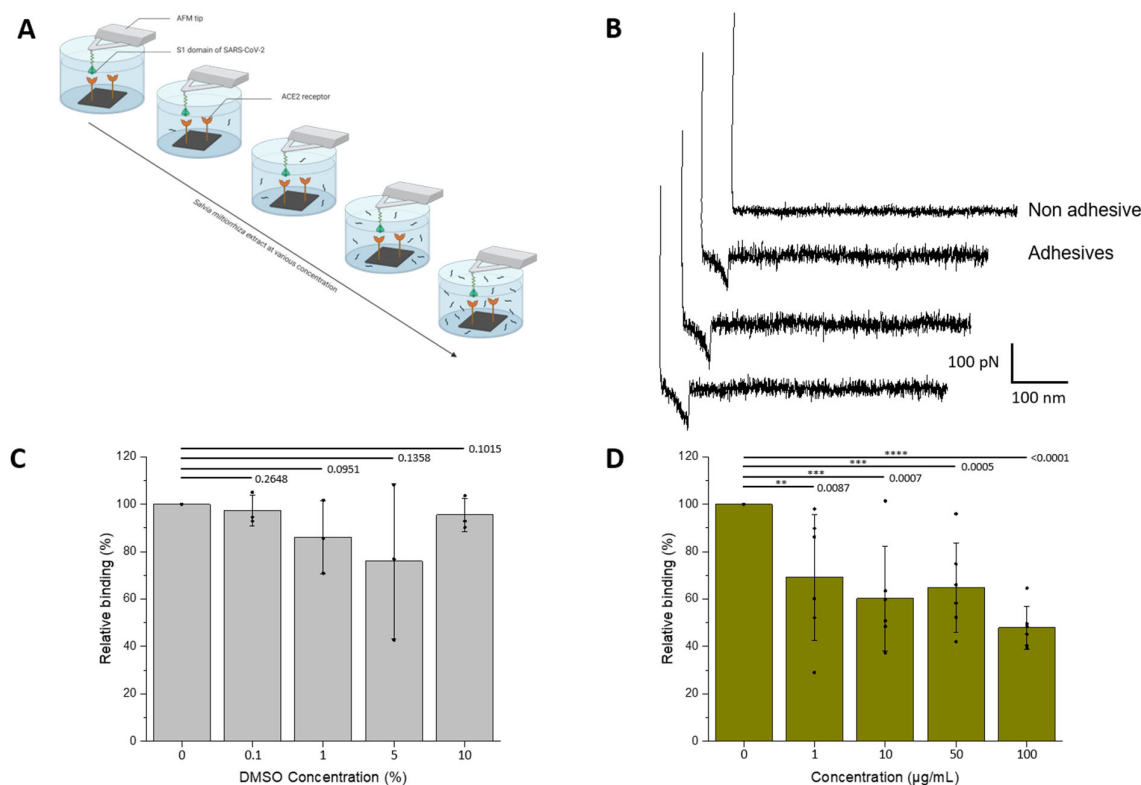 A
AFM tip
S1 domain of SARS-CoV-2
ACE2 receptor
Salvia miltiorrhiza extract at various concentration
B
Non adhesive
Adhesives
100 pN
100 nm
C
0.1015
0.1358
0.0951
0.2648
120
100
80
60
40
20
0
Relative binding (%)
0 0.1 1 5 10
DMSO Concentration (%)
D
**** <0.0001
*** 0.0005
*** 0.0007
** 0.0087
120
100
80
60
40
20
0
Relative binding (%)
0 1 10 50 100
Concentration (µg/mL)